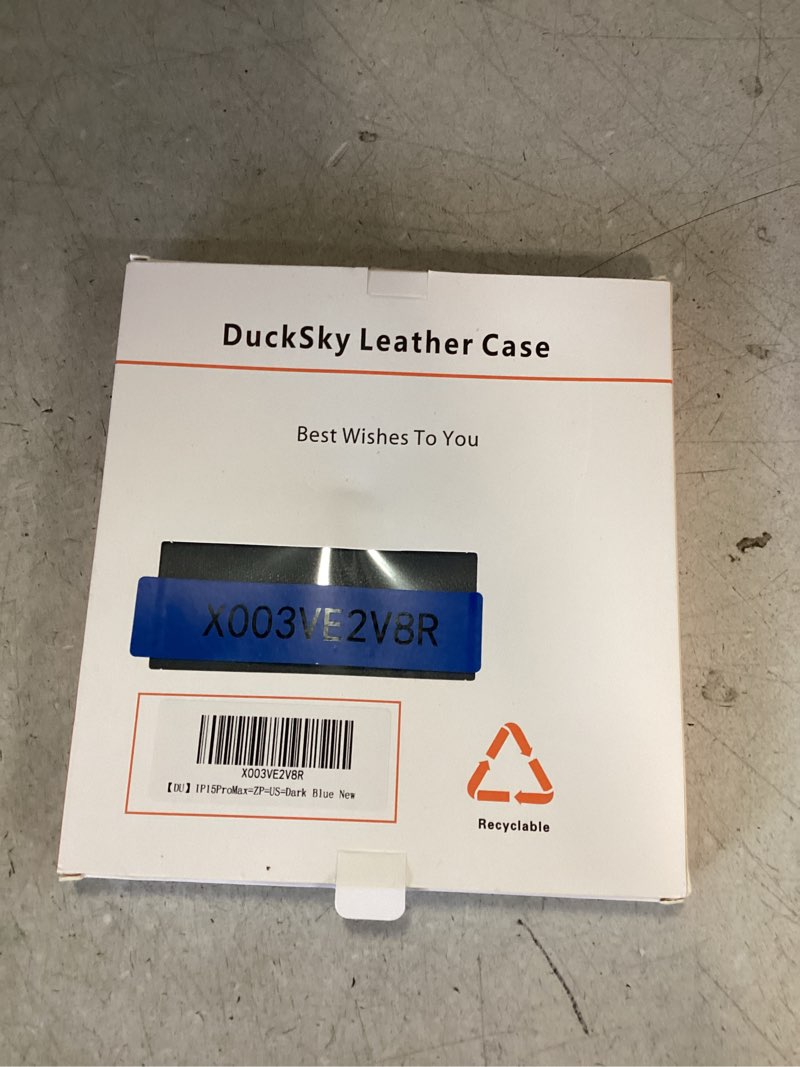 DuckSky Leather Case
Best Wishes To You
X003VE2V8R
X003VE2V8R
【DU】IP15ProMax=ZP=US=Dark Blue New
Recyclable